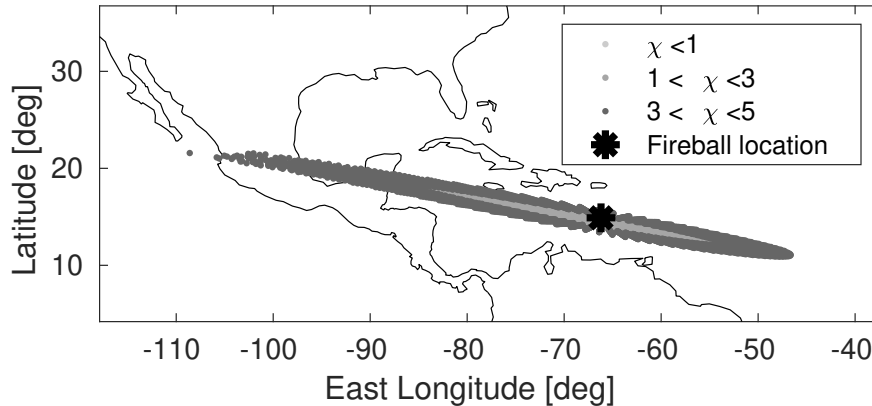 χ <1
1 < χ <3
3 < χ <5
Fireball location
30
20
10
Latitude [deg]
-110 -100 -90 -80 -70 -60 -50 -40
East Longitude [deg]